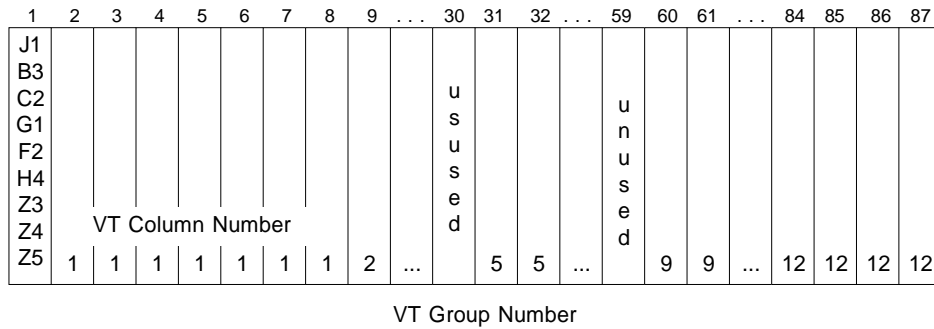 1 2 3 4 5 6 7 8 9 . . . 30 31 32 . . . 59 60 61 . . . 84 85 86 87
J1
B3
C2
G1
F2
H4
Z3
Z4
Z5
usused
unused
VT Column Number
1 1 1 1 1 1 1 2 ... 5 5 ... 9 9 ... 12 12 12 12
VT Group Number